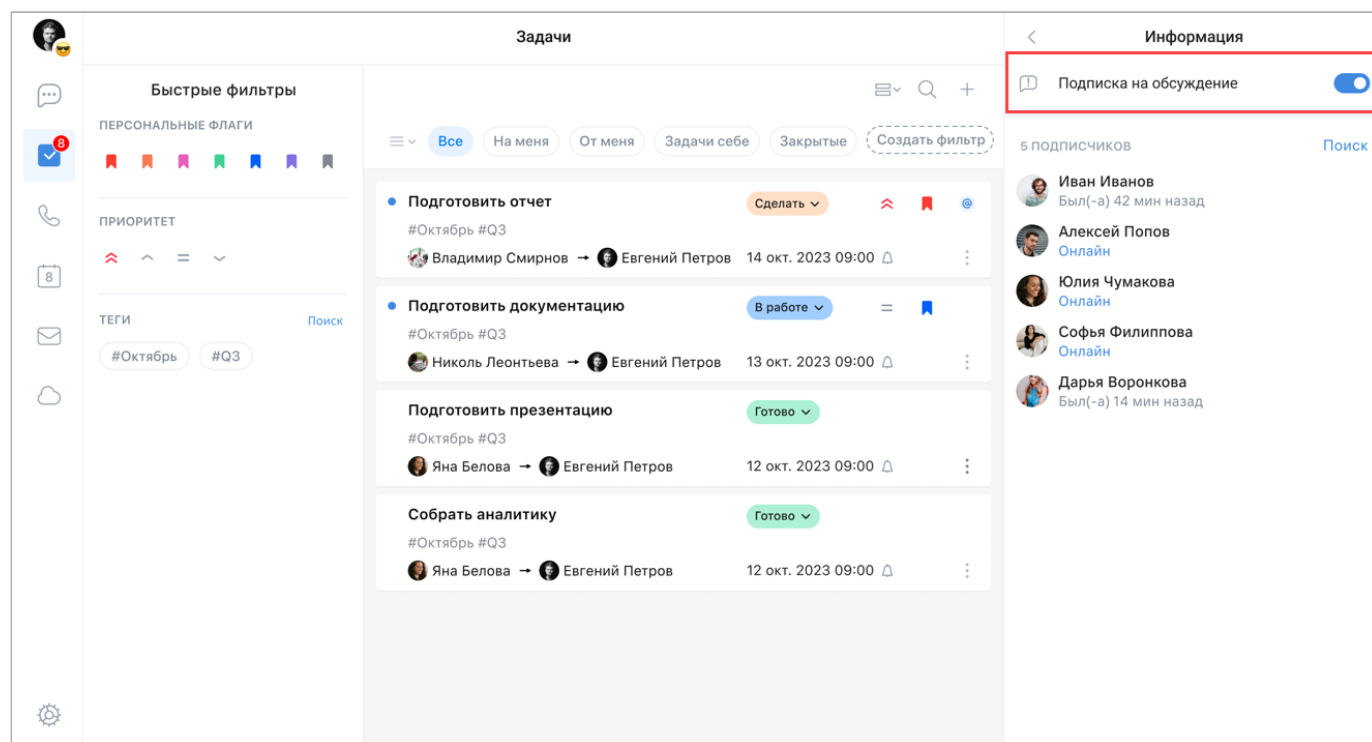 Задачи
Информация
Подписка на обсуждение
Быстрые фильтры
ПЕРСОНАЛЬНЫЕ ФЛАГИ
8
Все
На меня
От меня
Задачи себе
Закрытые
Создать фильтр
5 ПОДПИСЧИКОВ
Поиск
Иван Иванов
Был(-а) 42 мин назад
Алексей Попов
Онлайн
Юлия Чумакова
Онлайн
Софья Филиппова
Онлайн
Дарья Воронкова
Был(-а) 14 мин назад
ПРИОРИТЕТ
8
ТЕГИ
Поиск
#Октябрь
#Q3
Подготовить отчет
Сделать
@
#Октябрь #Q3
Владимир Смирнов → Евгений Петров 14 окт. 2023 09:00
Подготовить документацию
В работе
#Октябрь #Q3
Николь Леонтьева → Евгений Петров 13 окт. 2023 09:00
Подготовить презентацию
Готово
#Октябрь #Q3
Яна Белова → Евгений Петров 12 окт. 2023 09:00
Собрать аналитику
Готово
#Октябрь #Q3
Яна Белова → Евгений Петров 12 окт. 2023 09:00